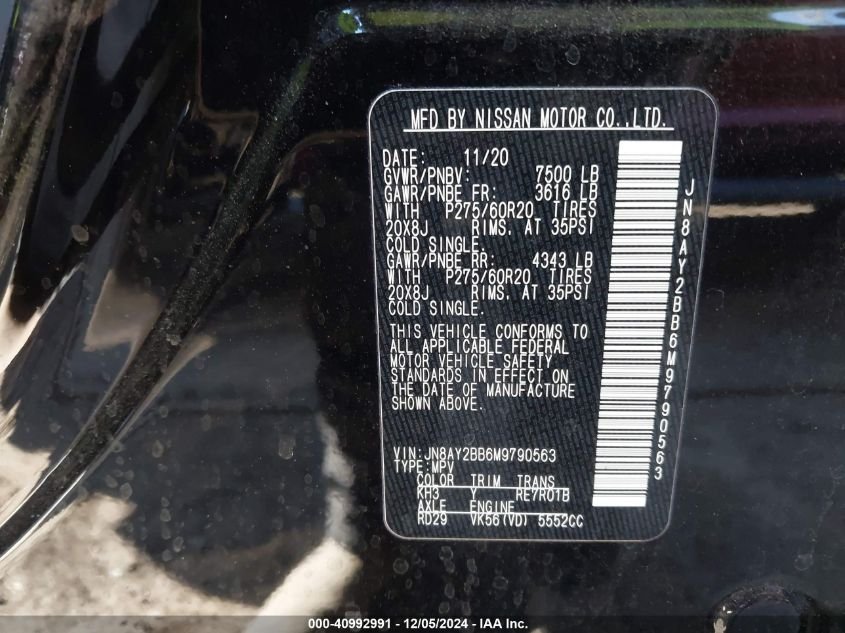 MFD BY NISSAN MOTOR CO.,LTD.
DATE: 11/20
GVWR/PNBV: 7500 LB
GAWR/PNBE FR: 3616 LB
WITH P275/60R20 TIRES
20X8J RIMS. AT 35PSI
COLD SINGLE.
GAWR/PNBE RR: 4343 LB
WITH P275/60R20 TIRES
20X8J RIMS. AT 35PSI
COLD SINGLE.
THIS VEHICLE CONFORMS TO
ALL APPLICABLE FEDERAL
MOTOR VEHICLE SAFETY
STANDARDS IN EFFECT ON
THE DATE OF MANUFACTURE
SHOWN ABOVE.
VIN: JN8AY2BB6M9790563
TYPE: MPV
COLOR TRIM TRANS
KH3 Y RE7R01B
AXLE ENGINE
RD29 VK56(VD) 5552CC
JN8AY2BB6M9790563
000-40992991 - 12/05/2024 - IAA Inc.